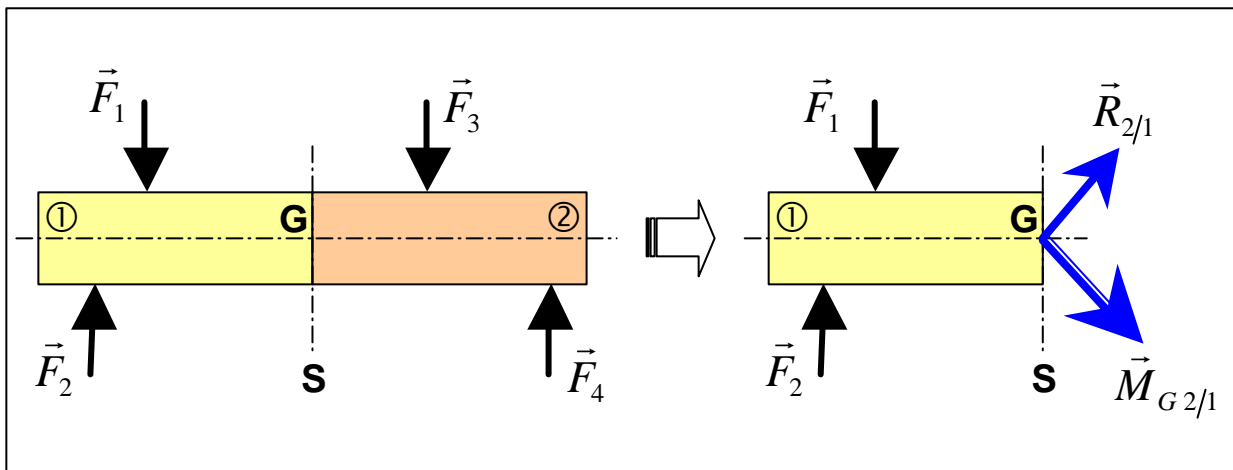 F⃗₁ F⃗₃ F⃗₁ R⃗₂/₁
① G ② ① G
F⃗₂ S F⃗₄ F⃗₂ S M⃗G 2/1